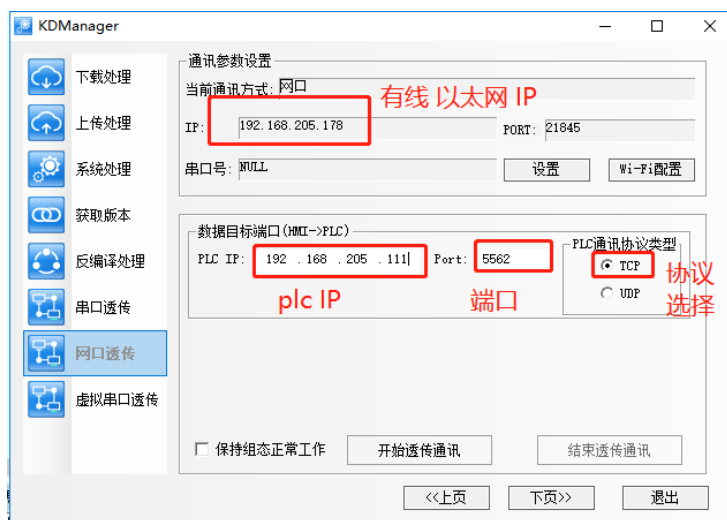 KDManager
下载处理
上传处理
系统处理
获取版本
反编译处理
串口透传
网口透传
虚拟串口透传
通讯参数设置
当前通讯方式: 网口
有线 以太网 IP
IP: 192.168.205.178 PORT: 21845
串口号: NULL 设置 Wi-Fi配置
数据目标端口(HMI->PLC)
PLC IP: 192 .168 .205 .111 Port: 5562
plc IP 端口
PLC通讯协议类型
TCP
UDP
协议
选择
保持组态正常工作 开始透传通讯 结束透传通讯
<<上页 下页>> 退出